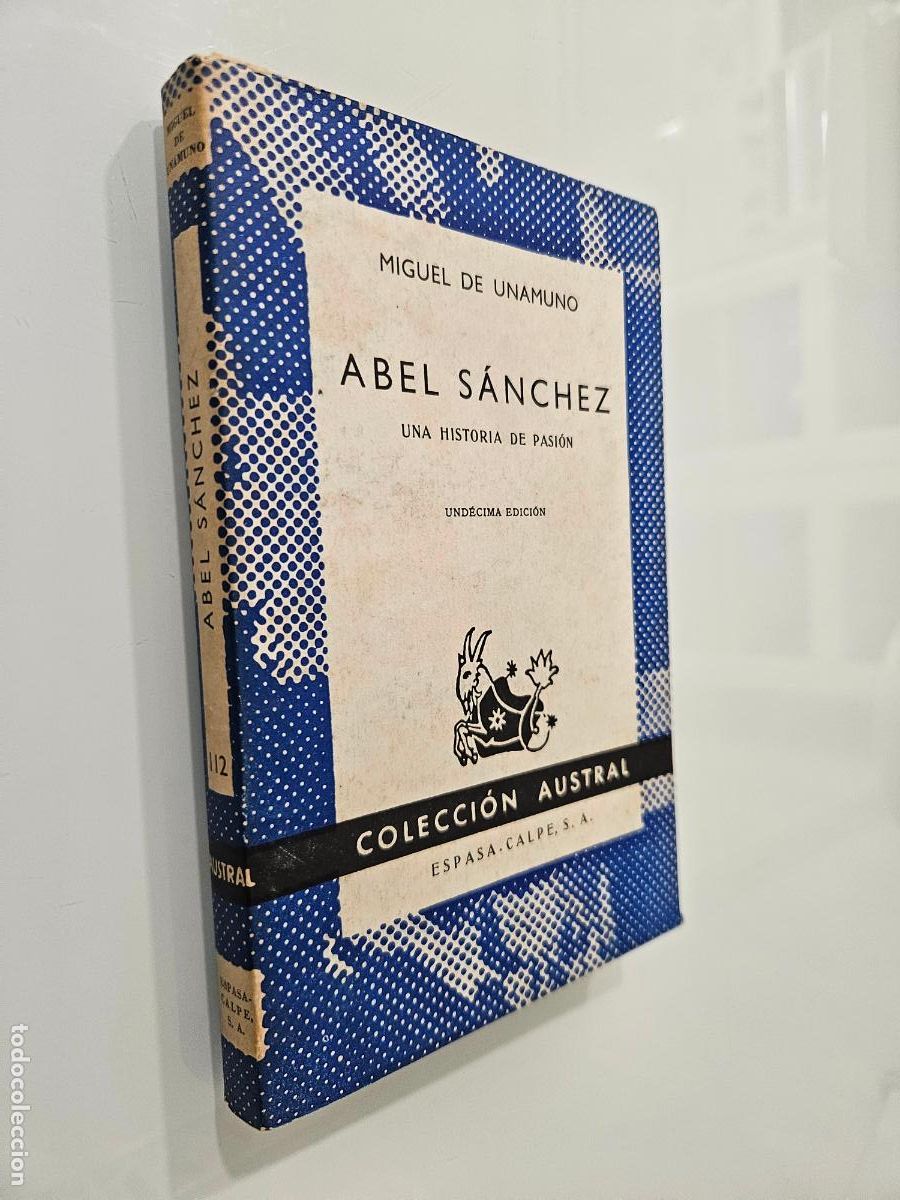 MIGUEL
DE
UNAMUNO
ABEL SÁNCHEZ
112
AUSTRAL
ESPASA-
CALPE,
S. A.
MIGUEL DE UNAMUNO
ABEL SÁNCHEZ
UNA HISTORIA DE PASIÓN
UNDÉCIMA EDICIÓN
COLECCIÓN AUSTRAL
ESPASA-CALPE, S. A.
todocoleccion